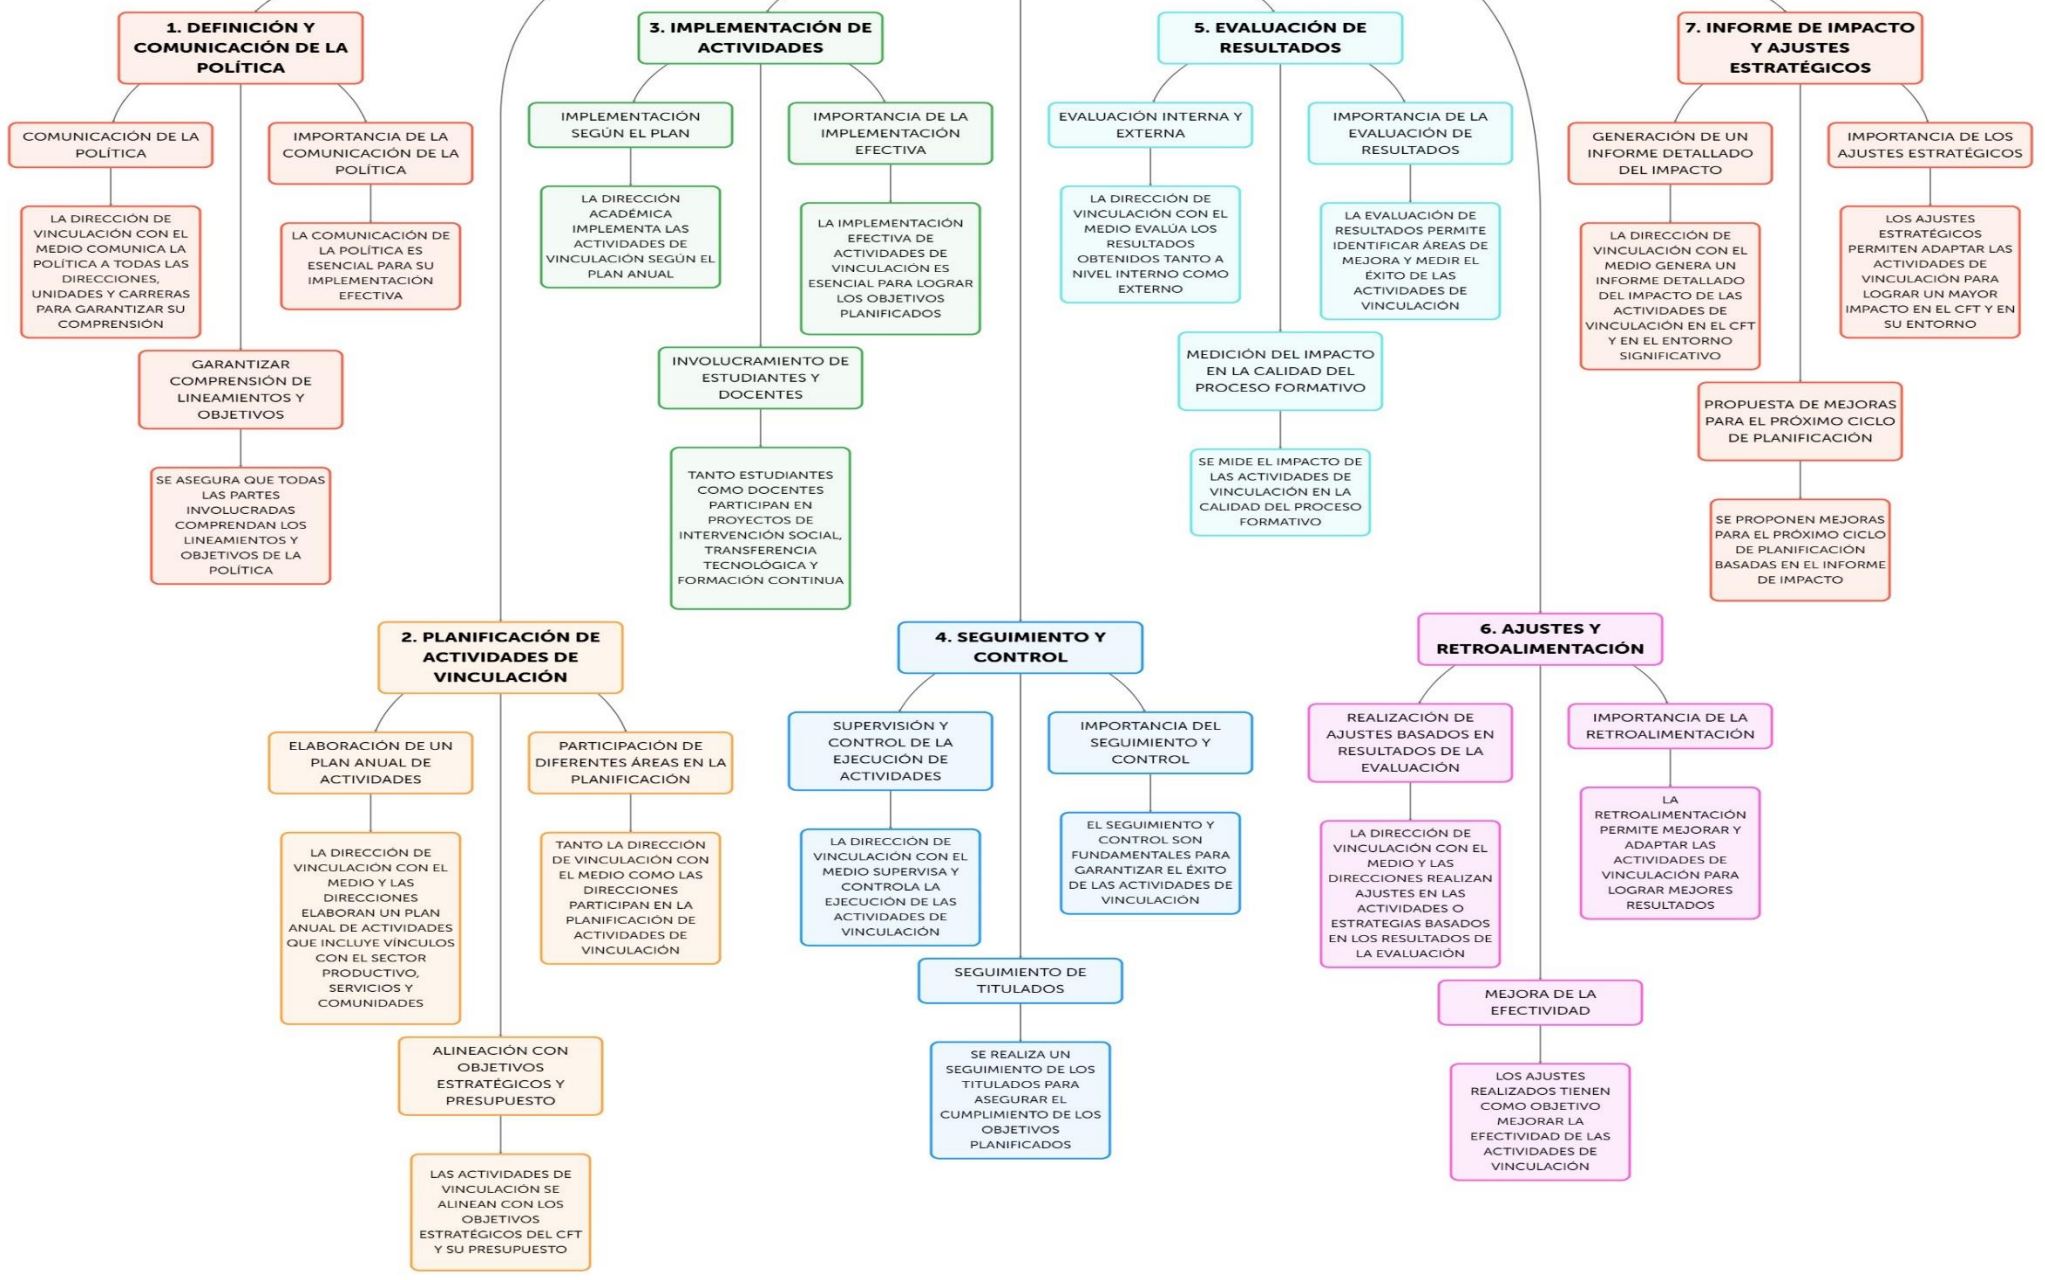 1. DEFINICIÓN Y
COMUNICACIÓN DE LA
POLÍTICA
COMUNICACIÓN DE LA
POLÍTICA
LA DIRECCIÓN DE
VINCULACIÓN CON EL
MEDIO COMUNICA LA
POLÍTICA A TODAS LAS
DIRECCIONES,
UNIDADES Y CARRERAS
PARA GARANTIZAR SU
COMPRENSIÓN
IMPORTANCIA DE LA
COMUNICACIÓN DE LA
POLÍTICA
LA COMUNICACIÓN DE
LA POLÍTICA ES
ESENCIAL PARA SU
IMPLEMENTACIÓN
EFECTIVA
GARANTIZAR
COMPRENSIÓN DE
LINEAMIENTOS Y
OBJETIVOS
SE ASEGURA QUE TODAS
LAS PARTES
INVOLUCRADAS
COMPRENDAN LOS
LINEAMIENTOS Y
OBJETIVOS DE LA
POLÍTICA
3. IMPLEMENTACIÓN DE
ACTIVIDADES
IMPLEMENTACIÓN
SEGÚN EL PLAN
LA DIRECCIÓN
ACADÉMICA
IMPLEMENTA LAS
ACTIVIDADES DE
VINCULACIÓN SEGÚN EL
PLAN ANUAL
IMPORTANCIA DE LA
IMPLEMENTACIÓN
EFECTIVA
LA IMPLEMENTACIÓN
EFECTIVA DE
ACTIVIDADES DE
VINCULACIÓN ES
ESENCIAL PARA LOGRAR
LOS OBJETIVOS
PLANIFICADOS
INVOLUCRAMIENTO DE
ESTUDIANTES Y
DOCENTES
TANTO ESTUDIANTES
COMO DOCENTES
PARTICIPAN EN
PROYECTOS DE
INTERVENCIÓN SOCIAL,
TRANSFERENCIA
TECNOLÓGICA Y
FORMACIÓN CONTINUA
5. EVALUACIÓN DE
RESULTADOS
EVALUACIÓN INTERNA Y
EXTERNA
LA DIRECCIÓN DE
VINCULACIÓN CON EL
MEDIO EVALÚA LOS
RESULTADOS
OBTENIDOS TANTO A
NIVEL INTERNO COMO
EXTERNO
IMPORTANCIA DE LA
EVALUACIÓN DE
RESULTADOS
LA EVALUACIÓN DE
RESULTADOS PERMITE
IDENTIFICAR ÁREAS DE
MEJORA Y MEDIR EL
ÉXITO DE LAS
ACTIVIDADES DE
VINCULACIÓN
MEDICIÓN DEL IMPACTO
EN LA CALIDAD DEL
PROCESO FORMATIVO
SE MIDE EL IMPACTO DE
LAS ACTIVIDADES DE
VINCULACIÓN EN LA
CALIDAD DEL PROCESO
FORMATIVO
7. INFORME DE IMPACTO
Y AJUSTES
ESTRATÉGICOS
GENERACIÓN DE UN
INFORME DETALLADO
DEL IMPACTO
LA DIRECCIÓN DE
VINCULACIÓN CON EL
MEDIO GENERA UN
INFORME DETALLADO
DEL IMPACTO DE LAS
ACTIVIDADES DE
VINCULACIÓN EN EL CFT
Y EN EL ENTORNO
SIGNIFICATIVO
IMPORTANCIA DE LOS
AJUSTES ESTRATÉGICOS
LOS AJUSTES
ESTRATÉGICOS
PERMITEN ADAPTAR LAS
ACTIVIDADES DE
VINCULACIÓN PARA
LOGRAR UN MAYOR
IMPACTO EN EL CFT Y EN
SU ENTORNO
PROPUESTA DE MEJORAS
PARA EL PRÓXIMO CICLO
DE PLANIFICACIÓN
SE PROPONEN MEJORAS
PARA EL PRÓXIMO CICLO
DE PLANIFICACIÓN
BASADAS EN EL INFORME
DE IMPACTO
2. PLANIFICACIÓN DE
ACTIVIDADES DE
VINCULACIÓN
ELABORACIÓN DE UN
PLAN ANUAL DE
ACTIVIDADES
LA DIRECCIÓN DE
VINCULACIÓN CON EL
MEDIO Y LAS
DIRECCIONES
ELABORAN UN PLAN
ANUAL DE ACTIVIDADES
QUE INCLUYE VÍNCULOS
CON EL SECTOR
PRODUCTIVO,
SERVICIOS Y
COMUNIDADES
PARTICIPACIÓN DE
DIFERENTES ÁREAS EN LA
PLANIFICACIÓN
TANTO LA DIRECCIÓN
DE VINCULACIÓN CON
EL MEDIO COMO LAS
DIRECCIONES
PARTICIPAN EN LA
PLANIFICACIÓN DE
ACTIVIDADES DE
VINCULACIÓN
ALINEACIÓN CON
OBJETIVOS
ESTRATÉGICOS Y
PRESUPUESTO
LAS ACTIVIDADES DE
VINCULACIÓN SE
ALINEAN CON LOS
OBJETIVOS
ESTRATÉGICOS DEL CFT
Y SU PRESUPUESTO
4. SEGUIMIENTO Y
CONTROL
SUPERVISIÓN Y
CONTROL DE LA
EJECUCIÓN DE
ACTIVIDADES
LA DIRECCIÓN DE
VINCULACIÓN CON EL
MEDIO SUPERVISA Y
CONTROLA LA
EJECUCIÓN DE LAS
ACTIVIDADES DE
VINCULACIÓN
IMPORTANCIA DEL
SEGUIMIENTO Y
CONTROL
EL SEGUIMIENTO Y
CONTROL SON
FUNDAMENTALES PARA
GARANTIZAR EL ÉXITO
DE LAS ACTIVIDADES DE
VINCULACIÓN
SEGUIMIENTO DE
TITULADOS
SE REALIZA UN
SEGUIMIENTO DE LOS
TITULADOS PARA
ASEGURAR EL
CUMPLIMIENTO DE LOS
OBJETIVOS
PLANIFICADOS
6. AJUSTES Y
RETROALIMENTACIÓN
REALIZACIÓN DE
AJUSTES BASADOS EN
RESULTADOS DE LA
EVALUACIÓN
LA DIRECCIÓN DE
VINCULACIÓN CON EL
MEDIO Y LAS
DIRECCIONES REALIZAN
AJUSTES EN LAS
ACTIVIDADES O
ESTRATEGIAS BASADOS
EN LOS RESULTADOS DE
LA EVALUACIÓN
IMPORTANCIA DE LA
RETROALIMENTACIÓN
LA
RETROALIMENTACIÓN
PERMITE MEJORAR Y
ADAPTAR LAS
ACTIVIDADES DE
VINCULACIÓN PARA
LOGRAR MEJORES
RESULTADOS
MEJORA DE LA
EFECTIVIDAD
LOS AJUSTES
REALIZADOS TIENEN
COMO OBJETIVO
MEJORAR LA
EFECTIVIDAD DE LAS
ACTIVIDADES DE
VINCULACIÓN